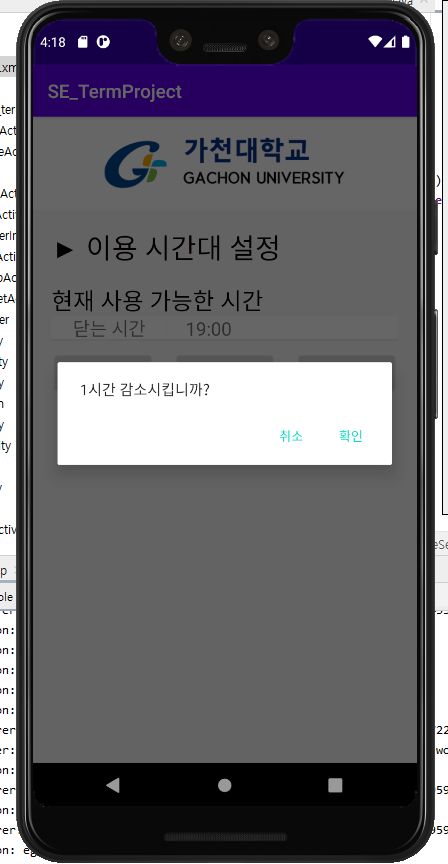 4:18
SE_TermProject
가천대학교
GACHON UNIVERSITY
► 이용 시간대 설정
현재 사용 가능한 시간
닫는 시간 19:00
1시간 감소시킵니까?
취소 확인